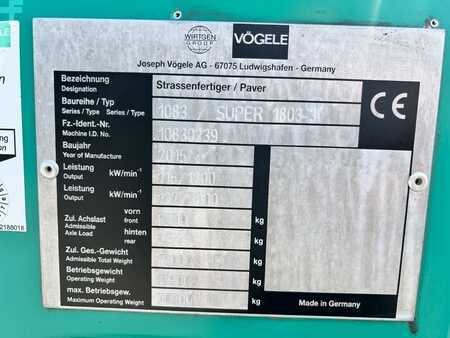 WIRTGEN
GROUP
VÖGELE
Joseph Vögele AG - 67075 Ludwigshafen - Germany
Bezeichnung
Designation
Strassenfertiger / Paver
Baureihe / Typ
Series / Type Series / Type
1083 / SUPER 1803-3i
Fz.-Ident.-Nr.
Machine I.D. No.
10830239
Baujahr
Year of Manufacture
2015
Leistung
Output
kW/min⁻¹
Leistung
Output
kW/min⁻¹
Zul. Achslast
Admissible
Axle Load
vorn
front
kg
hinten
rear
kg
Zul. Ges.-Gewicht
Admissible Total Weight
kg
Betriebsgewicht
Operating Weight
kg
max. Betriebsgew.
Maximum Operating Weight
kg
CE
Made in Germany
2188018